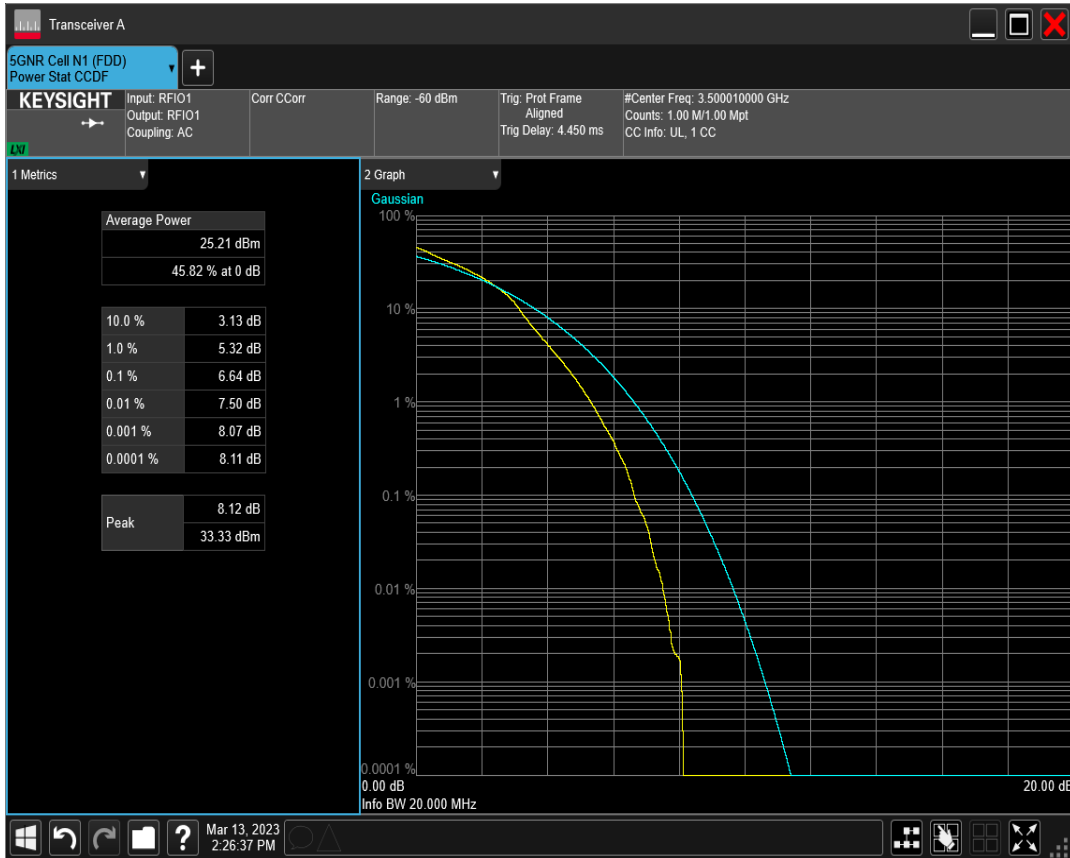 Transceiver A
5GNR Cell N1 (FDD)
Power Stat CCDF
+
KEYSIGHT
LXI
Input: RFIO1
Output: RFIO1
Coupling: AC
Corr CCorr
Range: -60 dBm
Trig: Prot Frame
Aligned
Trig Delay: 4.450 ms
#Center Freq: 3.500010000 GHz
Counts: 1.00 M/1.00 Mpt
CC Info: UL, 1 CC
1 Metrics
Average Power
25.21 dBm
45.82 % at 0 dB
10.0 % 3.13 dB
1.0 % 5.32 dB
0.1 % 6.64 dB
0.01 % 7.50 dB
0.001 % 8.07 dB
0.0001 % 8.11 dB
Peak
8.12 dB
33.33 dBm
2 Graph
Gaussian
100 %
10 %
1 %
0.1 %
0.01 %
0.001 %
0.0001 %
0.00 dB 20.00 dB
Info BW 20.000 MHz
?
Mar 13, 2023
2:26:37 PM